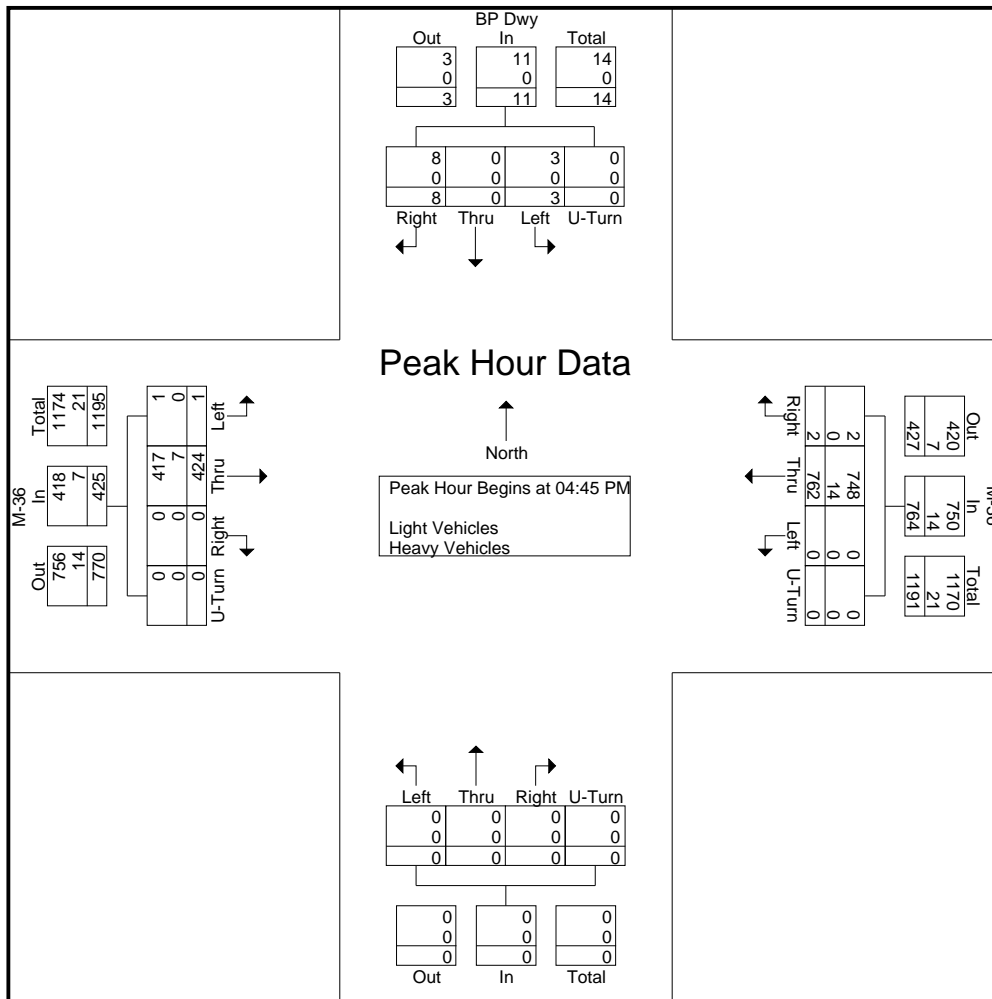 BP Dwy
Out In Total
3 11 14
0 0 0
3 11 14
8 0 3 0
0 0 0 0
8 0 3 0
Right Thru Left U-Turn
Peak Hour Data
North
Peak Hour Begins at 04:45 PM
Light Vehicles
Heavy Vehicles
M-36
Out In Total
756 418 1174
14 7 21
770 425 1195
U-Turn Right Thru Left
0 0 417 1
0 0 7 0
0 0 424 1
M-36
Out In Total
420 750 1170
7 14 21
427 764 1191
Right Thru Left U-Turn
2 748 0 0
0 14 0 0
2 762 0 0
Left Thru Right U-Turn
0 0 0 0
0 0 0 0
0 0 0 0
0 0 0
0 0 0
0 0 0
Out In Total